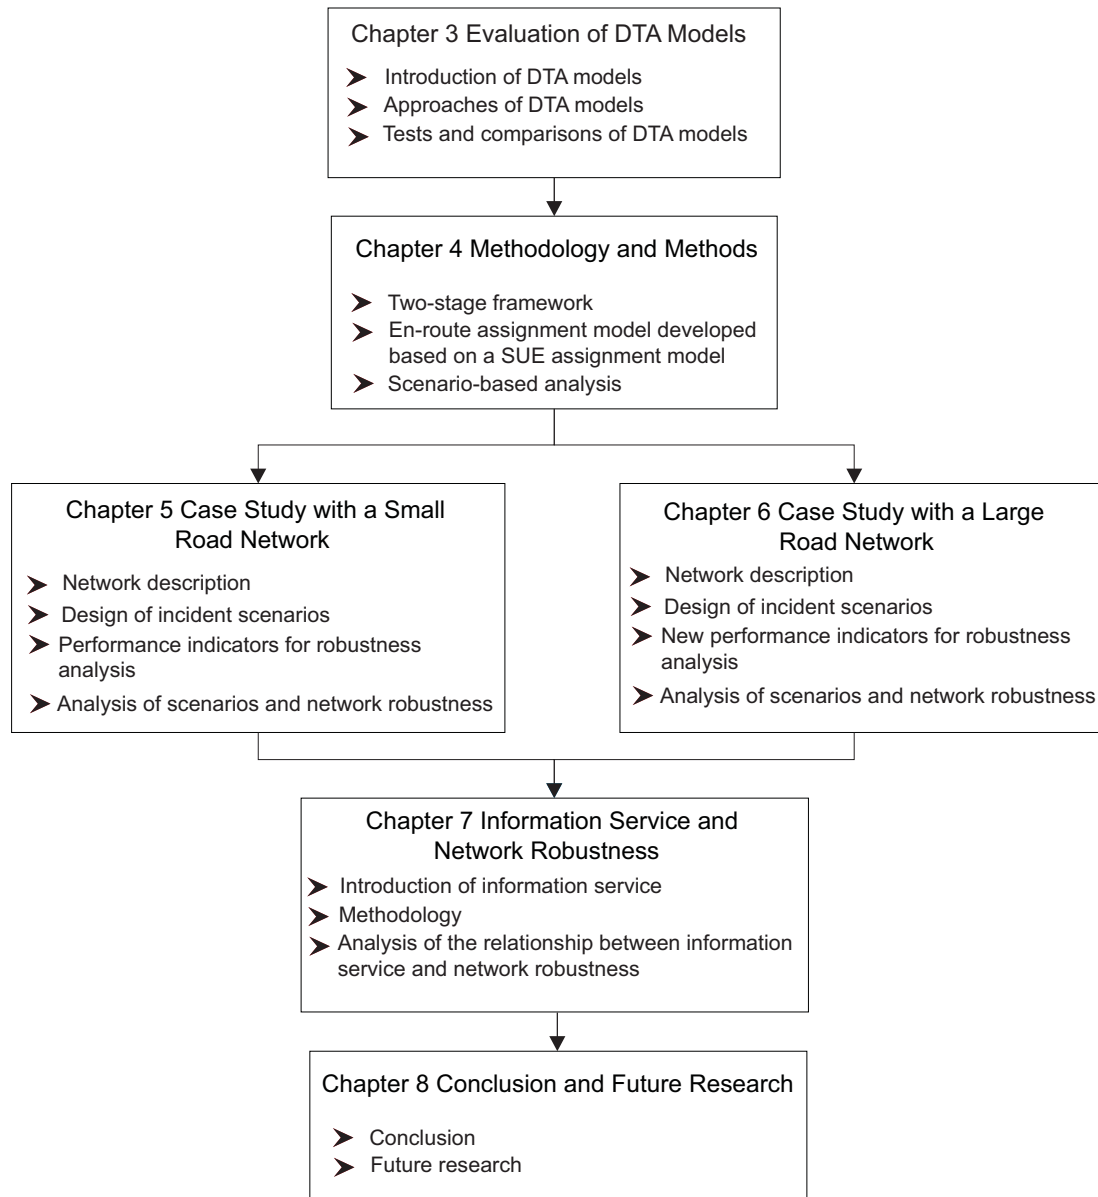 Chapter 3 Evaluation of DTA Models
Introduction of DTA models
Approaches of DTA models
Tests and comparisons of DTA models
Chapter 4 Methodology and Methods
Two-stage framework
En-route assignment model developed
based on a SUE assignment model
Scenario-based analysis
Chapter 5 Case Study with a Small
Road Network
Network description
Design of incident scenarios
Performance indicators for robustness
analysis
Analysis of scenarios and network robustness
Chapter 6 Case Study with a Large
Road Network
Network description
Design of incident scenarios
New performance indicators for robustness
analysis
Analysis of scenarios and network robustness
Chapter 7 Information Service and
Network Robustness
Introduction of information service
Methodology
Analysis of the relationship between information
service and network robustness
Chapter 8 Conclusion and Future Research
Conclusion
Future research